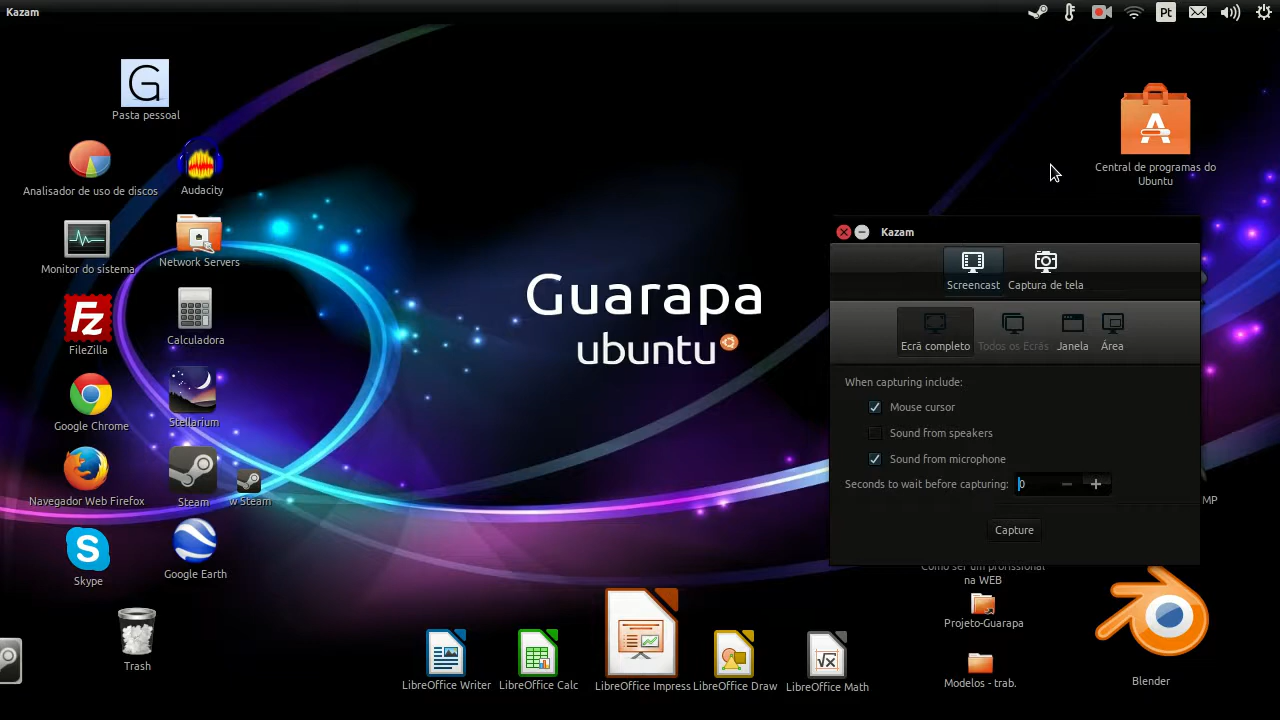 Kazam
Pt
G
Pasta pessoal
Analisador de uso de discos
Audacity
Central de programas do
Ubuntu
Monitor do sistema
Network Servers
Kazam
Screencast
Captura de tela
Fz
FileZilla
Calculadora
Guarapa
ubuntu
Ecrã completo
Todos os Ecrãs
Janela
Área
When capturing include:
Mouse cursor
Sound from speakers
Sound from microphone
Seconds to wait before capturing: 0
Capture
Google Chrome
Stellarium
Navegador Web Firefox
Steam
w Steam
MP
S
Skype
Google Earth
Como ser um profissional
na WEB
Projeto-Guarapa
Trash
LibreOffice Writer
LibreOffice Calc
LibreOffice Impress
LibreOffice Draw
√x
LibreOffice Math
Modelos - trab.
Blender